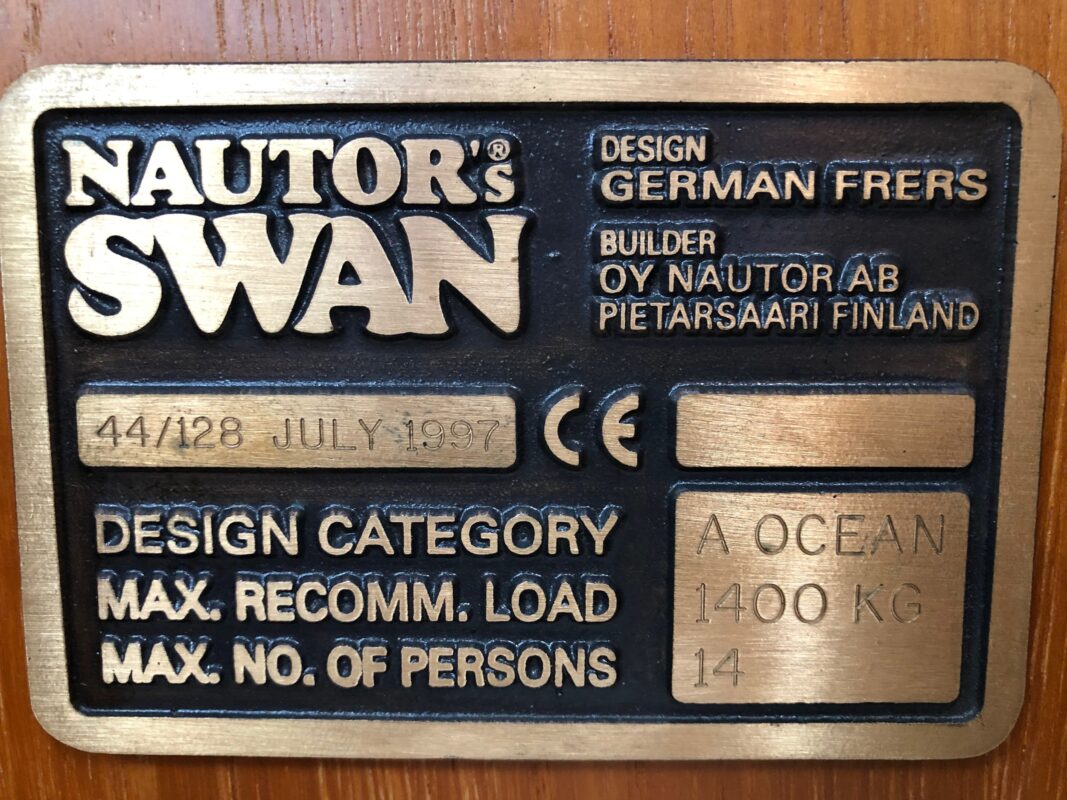 NAUTOR'S®
SWAN
DESIGN
GERMAN FRERS
BUILDER
OY NAUTOR AB
PIETARSAARI FINLAND
44/128 JULY 1997
CE
DESIGN CATEGORY A OCEAN
MAX. RECOMM. LOAD 1400 KG
MAX. NO. OF PERSONS 14